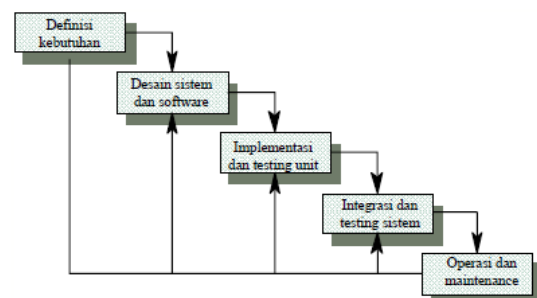 Definisi
kebutuhan
Desain sistem
dan software
Implementasi
dan testing unit
Integrasi dan
testing sistem
Operasi dan
maintenance